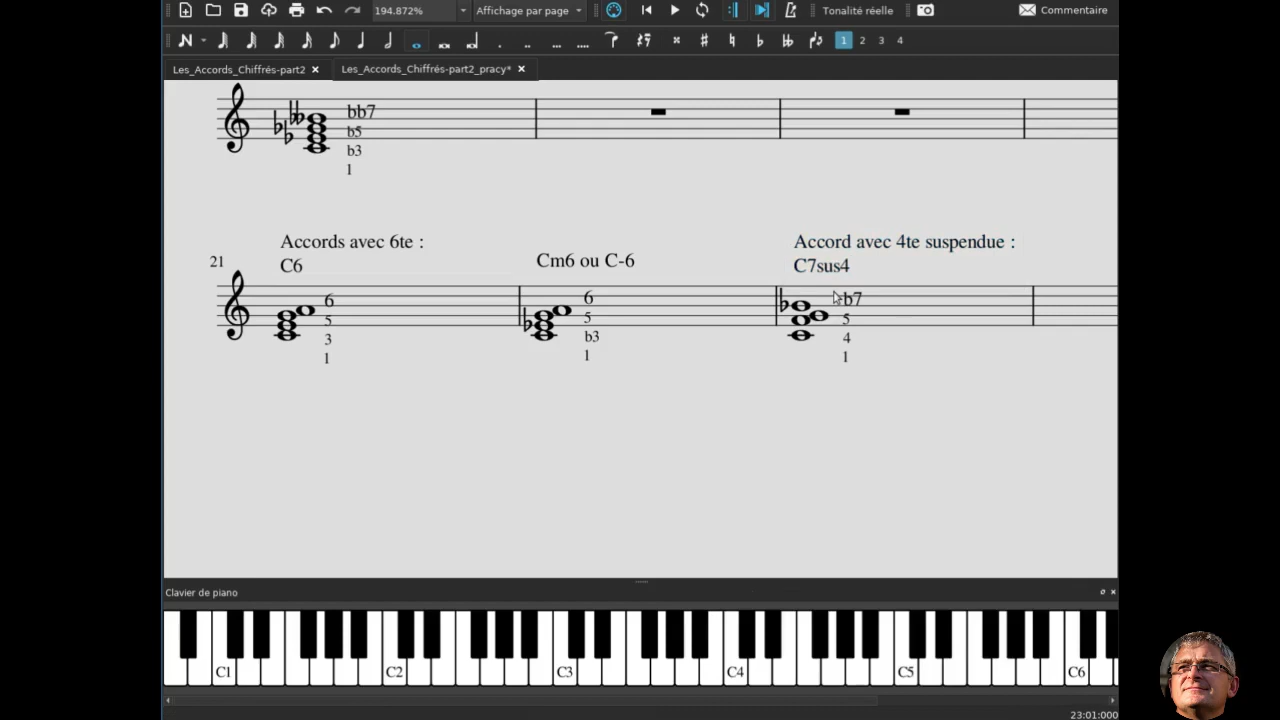 194.872% Affichage par page Tonalité réelle Commentaire
1 2 3 4
Les_Accords_Chiffrés-part2 Les_Accords_Chiffrés-part2_pracy*
bb7
b5
b3
1
Accords avec 6te : Accord avec 4te suspendue :
C6 Cm6 ou C-6 C7sus4
21
6 6 b7
5 5 5
3 b3 4
1 1 1
Clavier de piano
C1 C2 C3 C4 C5 C6
23:01:000